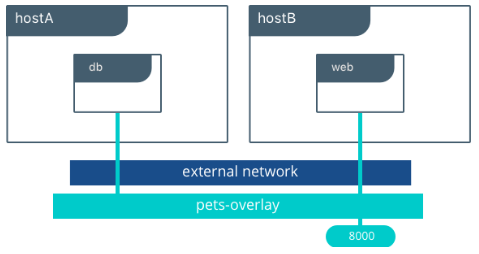 hostA
hostB
db
web
external network
pets-overlay
8000